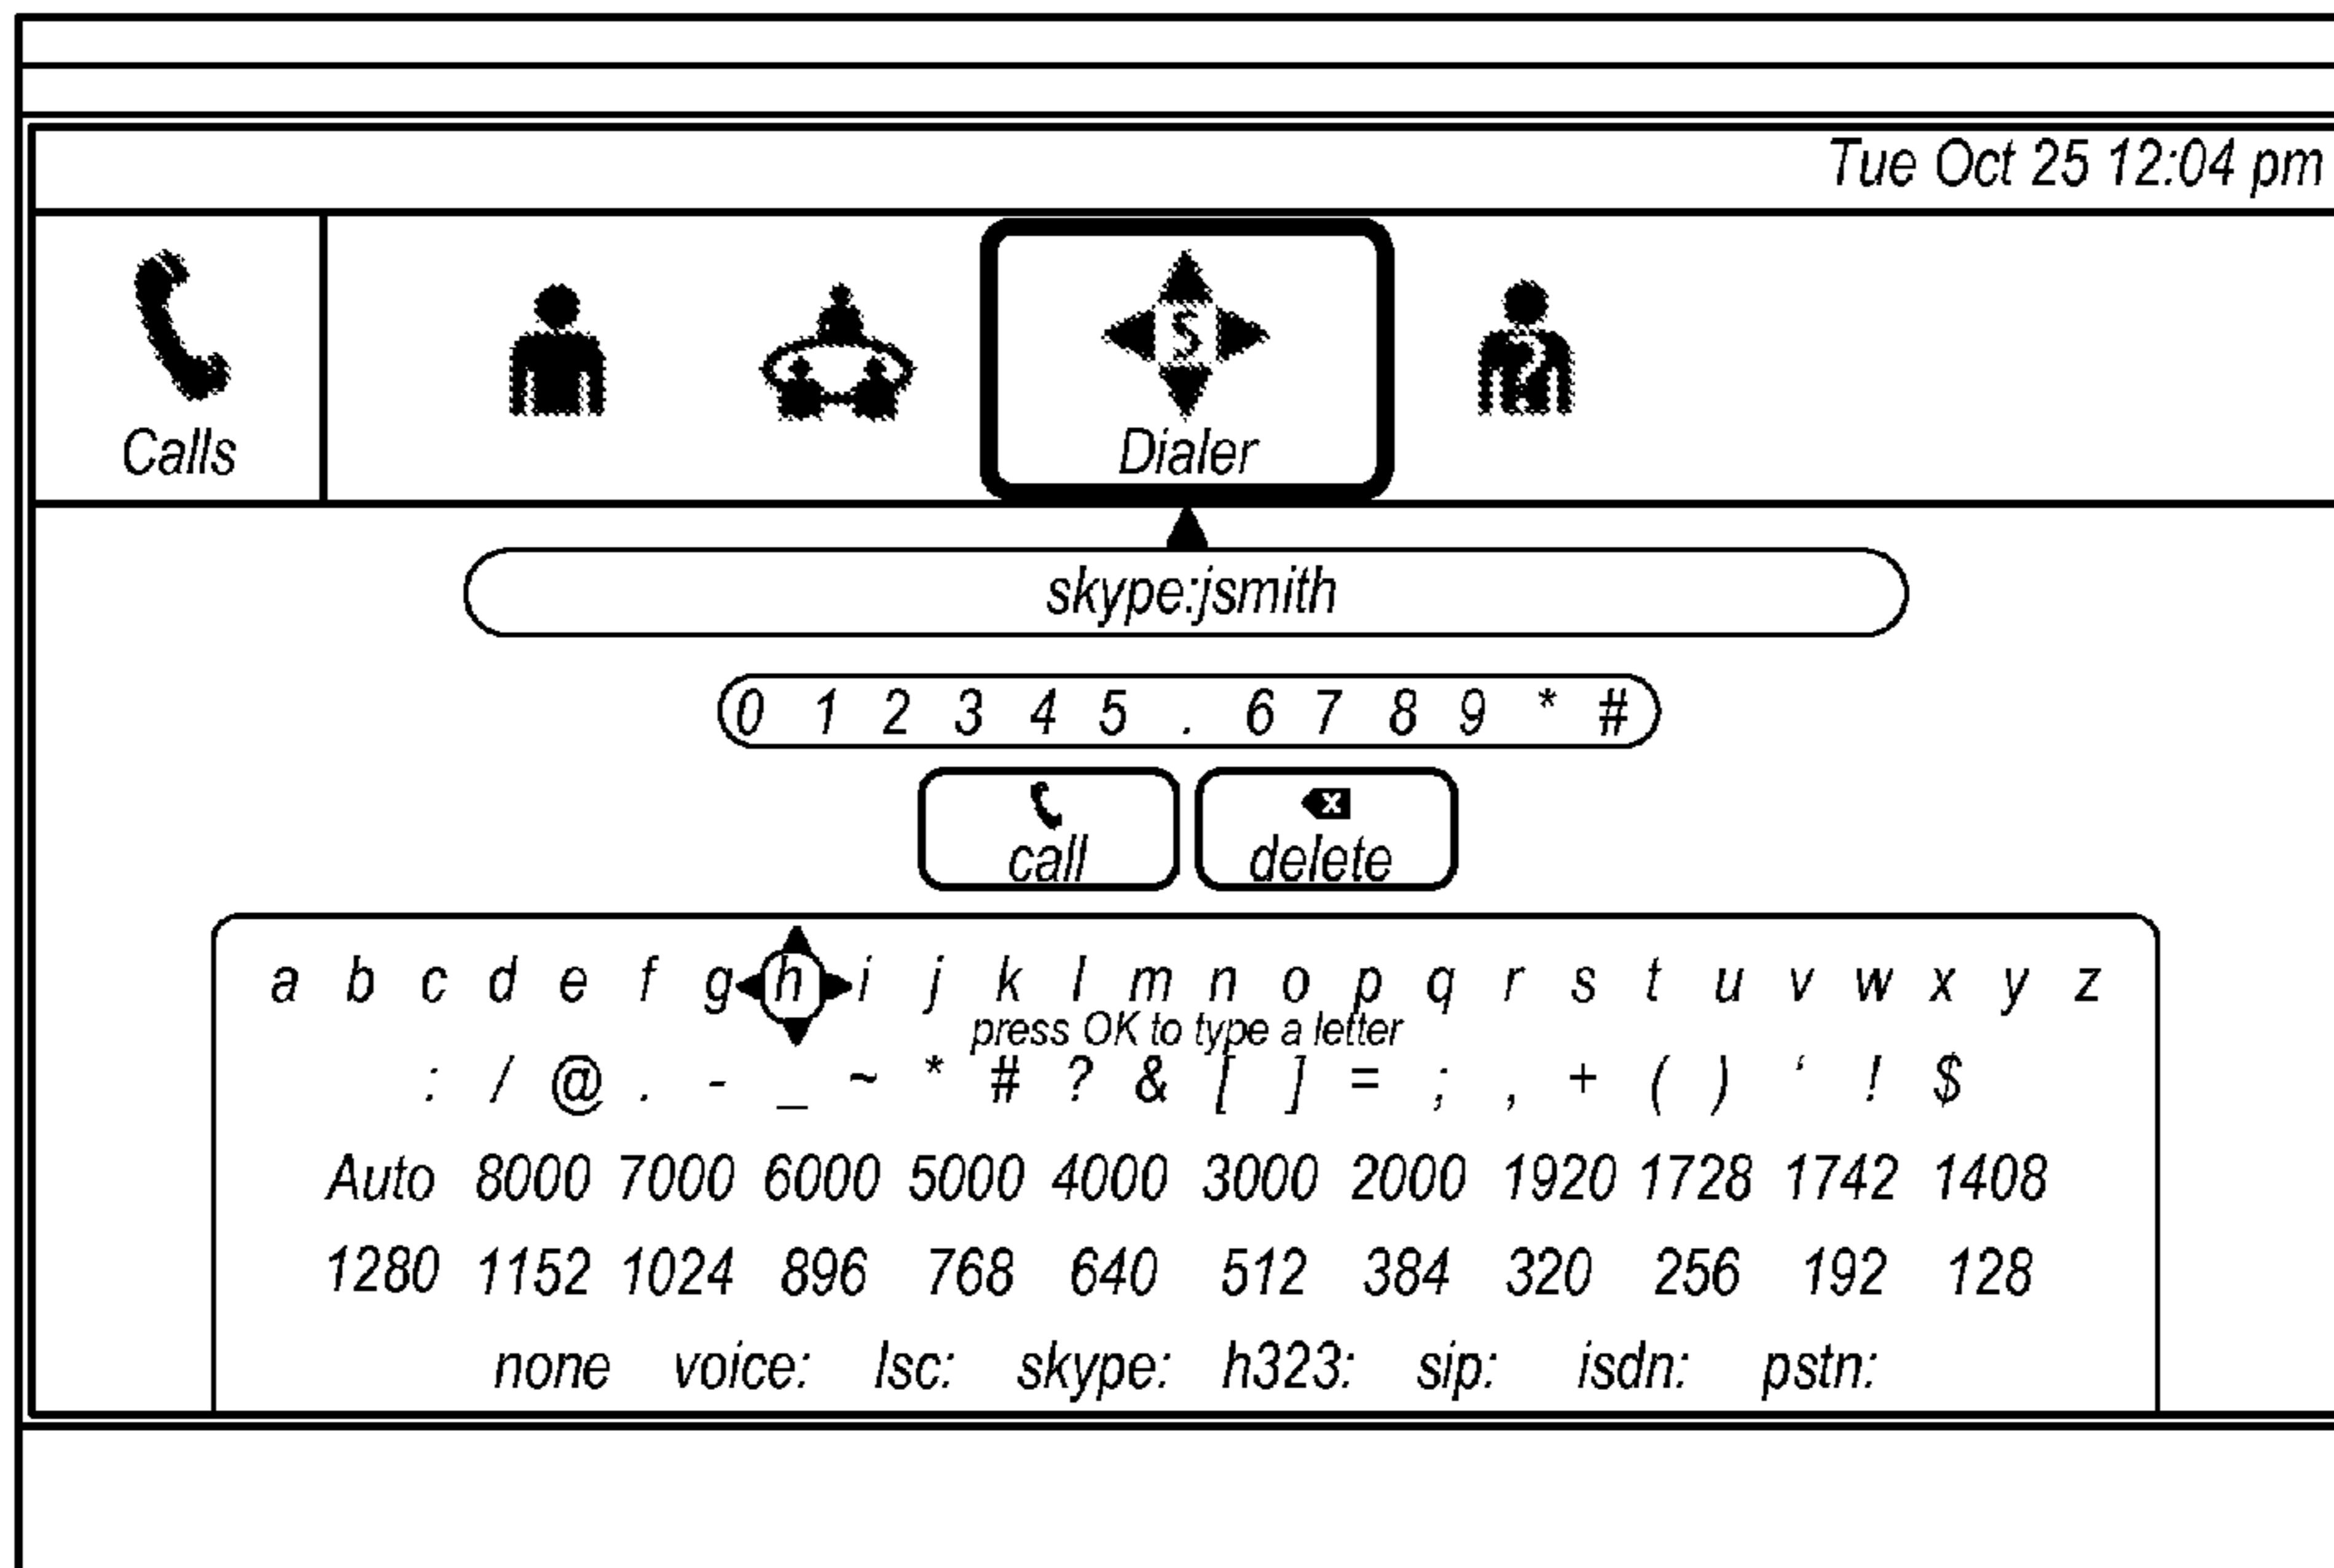 Tue Oct 25 12:04 pm
Calls
S
Dialer
skype:jsmith
0 1 2 3 4 5 . 6 7 8 9 * #
call delete
a b c d e f g h i j k l m n o p q r s t u v w x y z
press OK to type a letter
: / @ . - _ ~ * # ? & [ ] = ; , + ( ) ‘ ! $
Auto 8000 7000 6000 5000 4000 3000 2000 1920 1728 1742 1408
1280 1152 1024 896 768 640 512 384 320 256 192 128
none voice: lsc: skype: h323: sip: isdn: pstn: